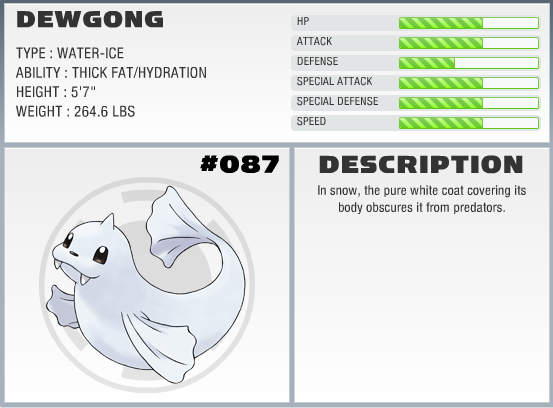 DEWGONG
TYPE : WATER-ICE
ABILITY : THICK FAT/HYDRATION
HEIGHT : 5'7"
WEIGHT : 264.6 LBS
HP
ATTACK
DEFENSE
SPECIAL ATTACK
SPECIAL DEFENSE
SPEED
#087
DESCRIPTION
In snow, the pure white coat covering its
body obscures it from predators.